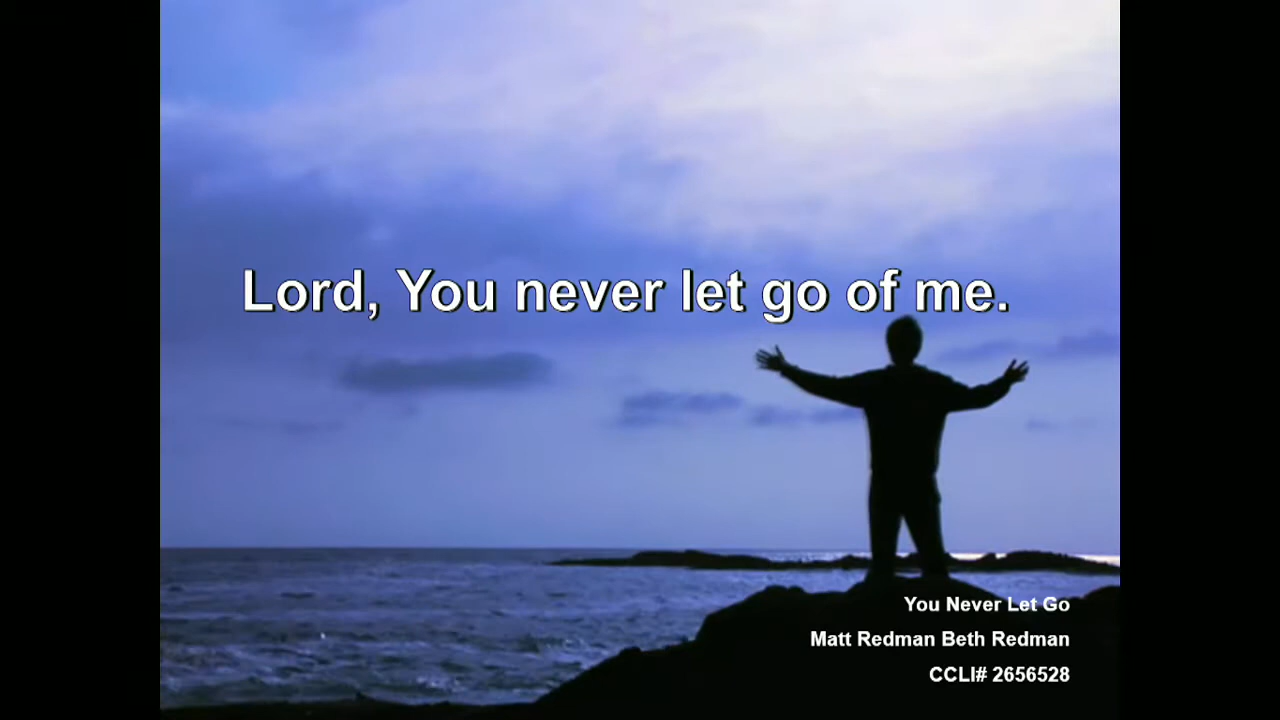 Lord, You never let go of me.
You Never Let Go
Matt Redman Beth Redman
CCLI# 2656528